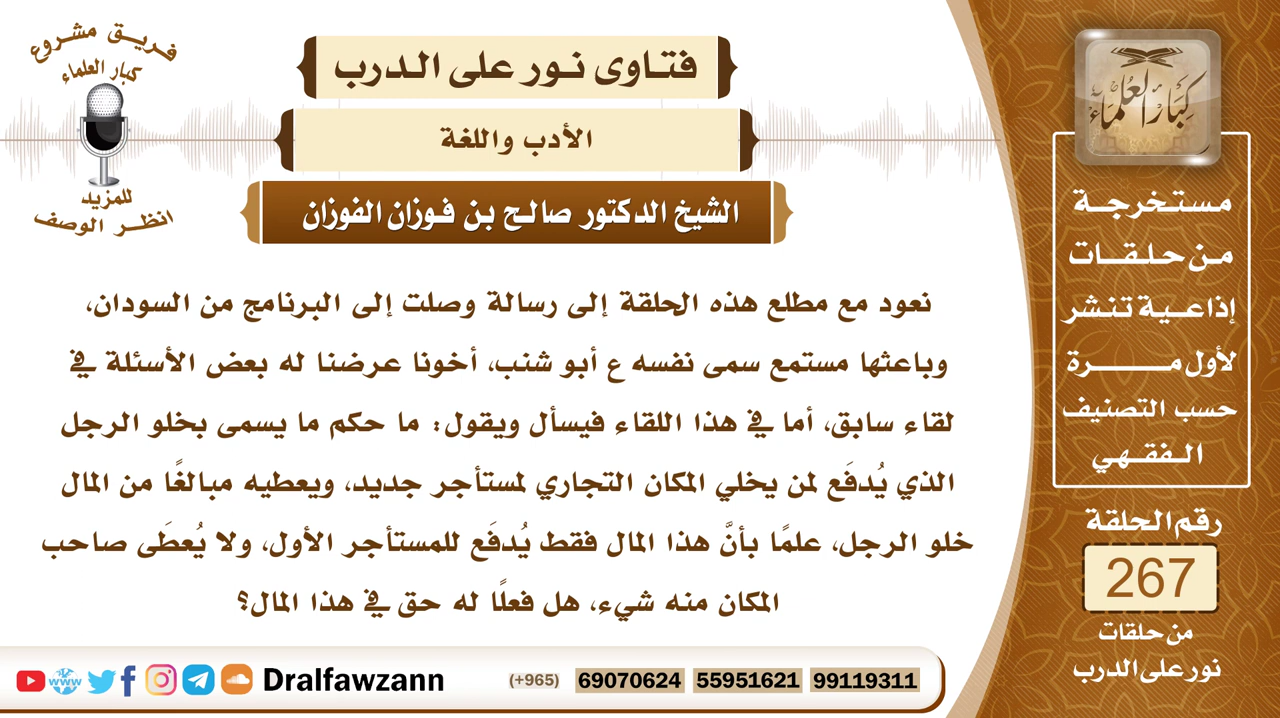 فريق مشروع
كبار العلماء
للمزيد
انظر الوصف
فتاوى نور على الدرب
الأدب واللغة
الشيخ الدكتور صالح بن فوزان الفوزان
نعود مع مطلع هذه الحلقة إلى رسالة وصلت إلى البرنامج من السودان،
وباعثها مستمع سمى نفسه ع أبو شنب، أخونا عرضنا له بعض الأسئلة في
لقاء سابق، أما في هذا اللقاء فيسأل ويقول: ما حكم ما يسمى بخلو الرجل
الذي يُدفَع لمن يخلي المكان التجاري لمستأجر جديد، ويعطيه مبالغًا من المال
خلو الرجل، علمًا بأنَّ هذا المال فقط يُدفَع للمستأجر الأول، ولا يُعطَى صاحب
المكان منه شيء، هل فعلًا له حق في هذا المال؟
كبار العلماء
مستخرجة
من حلقات
إذاعية تنشر
لأول مرة
حسب التصنيف
الفقهي
رقم الحلقة
267
من حلقات
نور على الدرب
www Dralfawzann (+965) 69070624 55951621 99119311